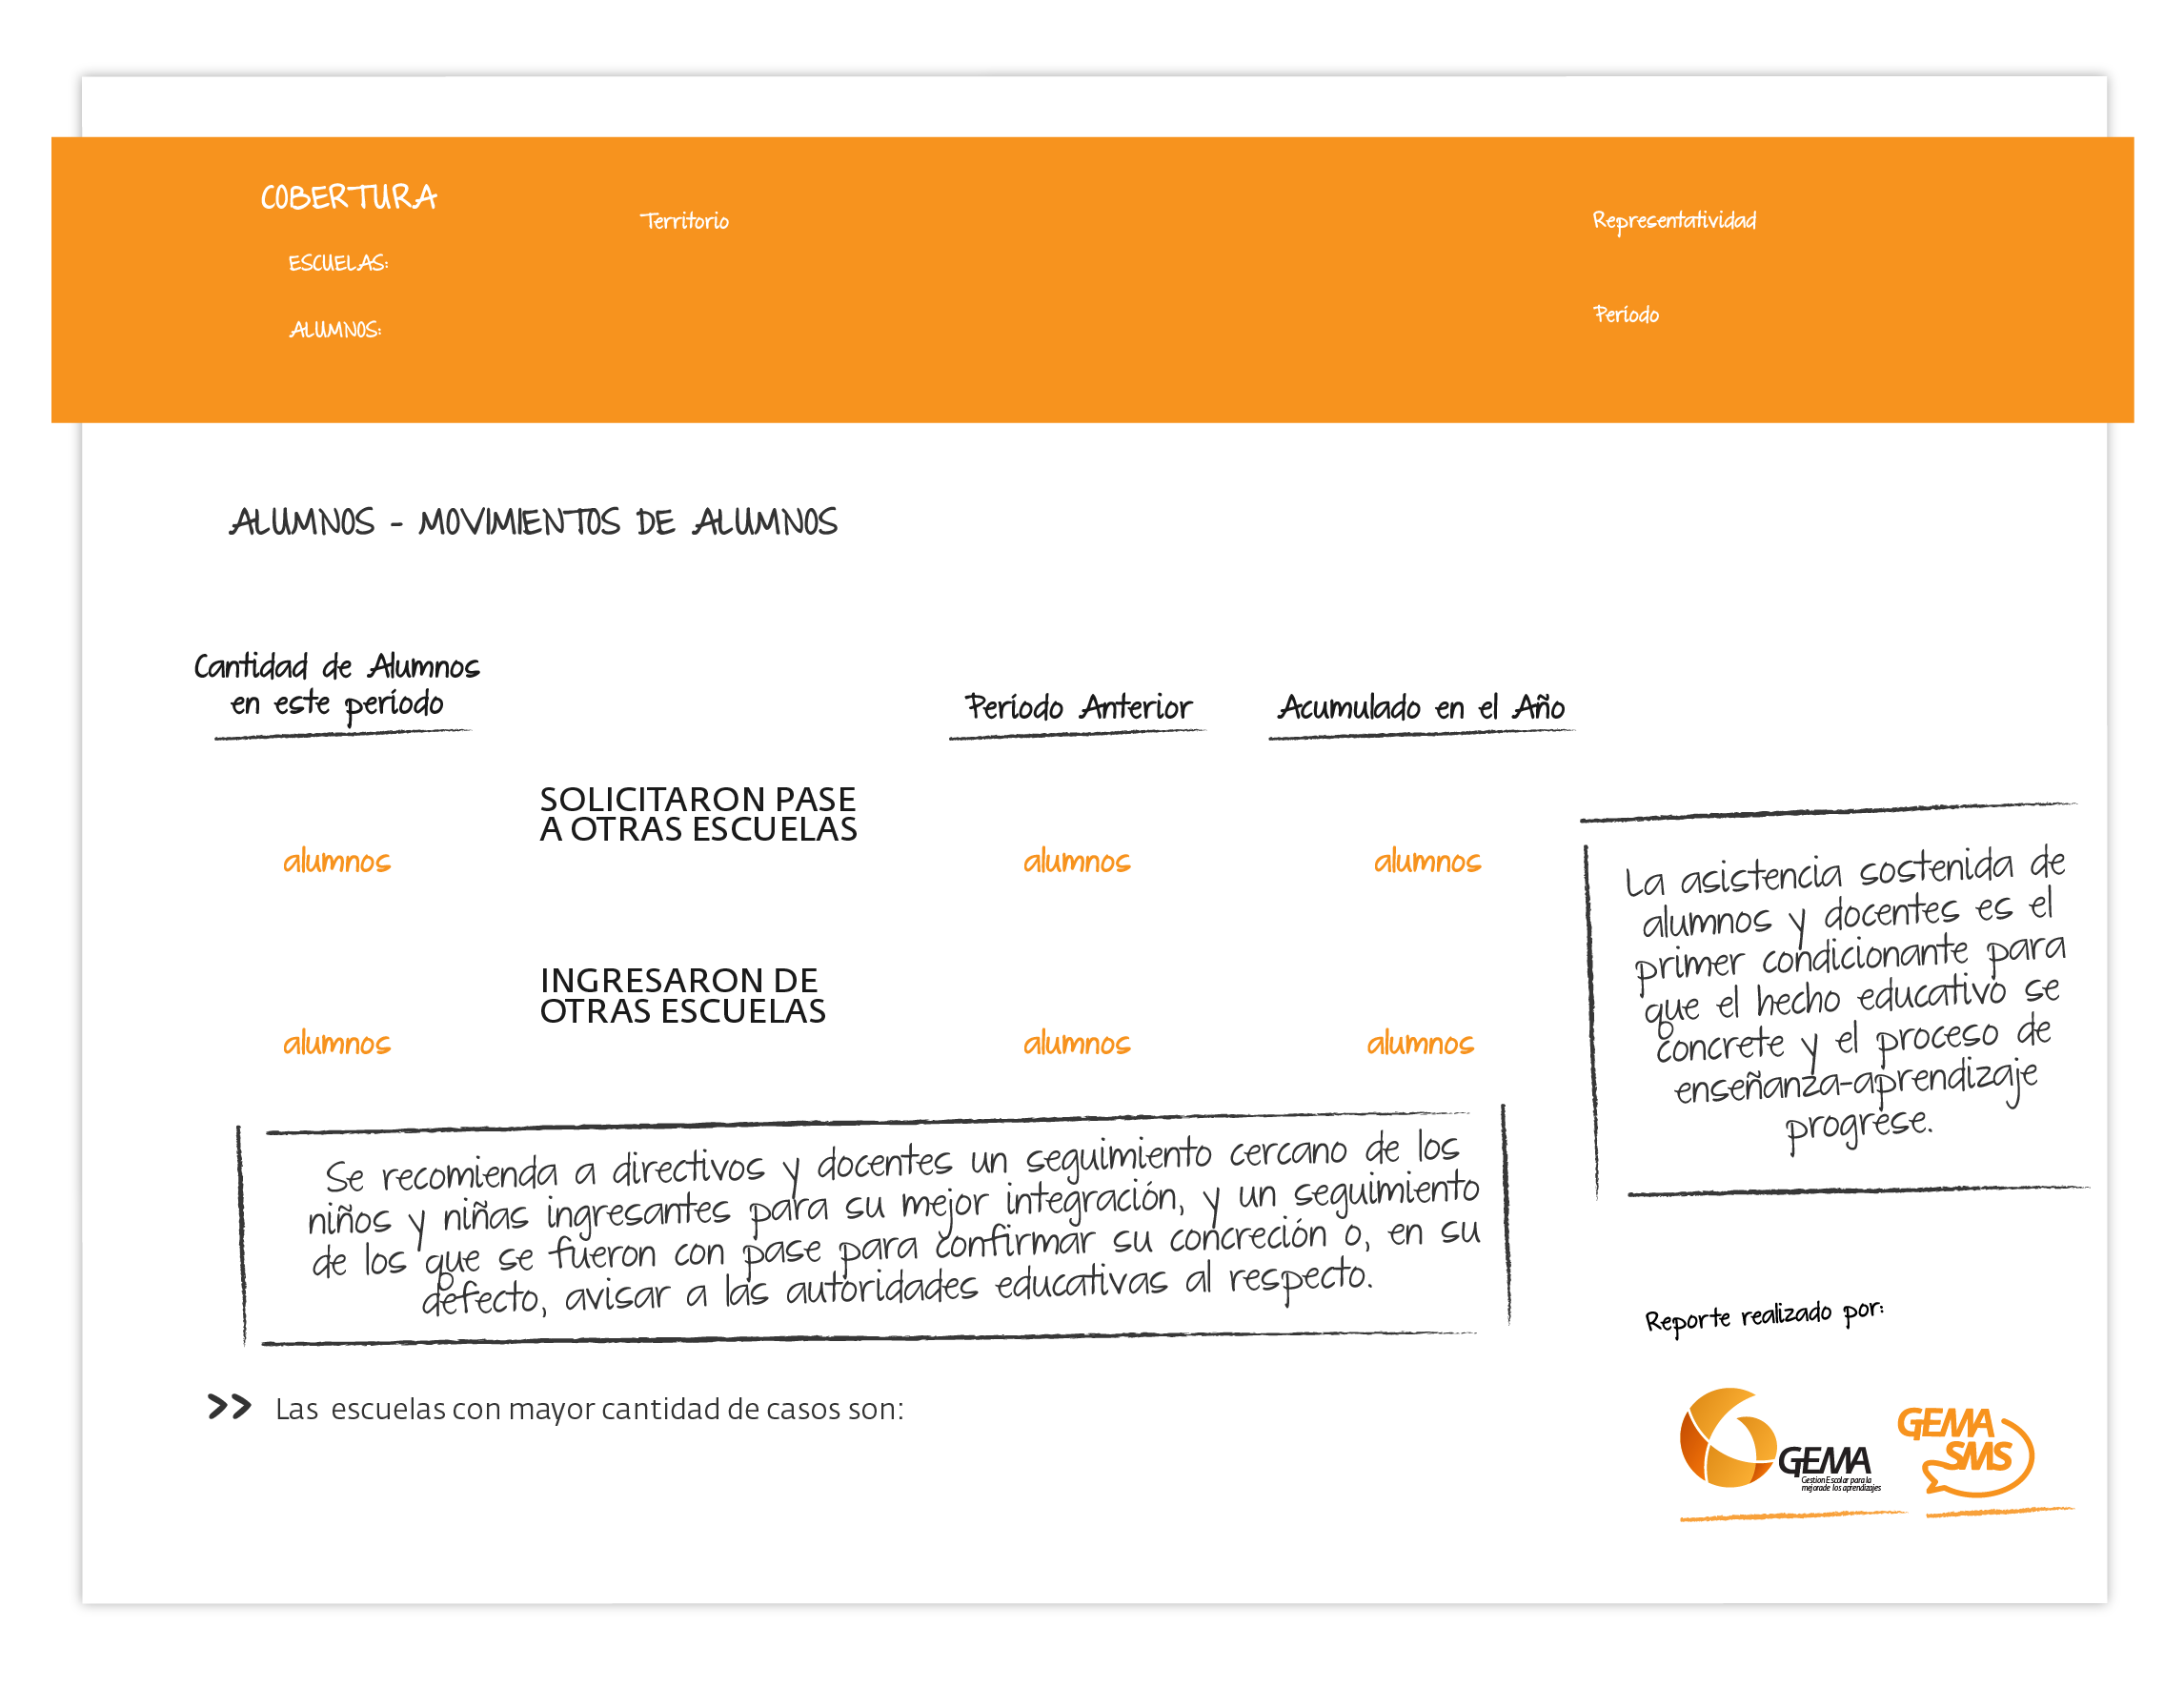 COBERTURA
Territorio
Representatividad
ESCUELAS:
Período
ALUMNOS:
ALUMNOS - MOVIMIENTOS DE ALUMNOS
Cantidad de Alumnos
en este período
Período Anterior
Acumulado en el Año
SOLICITARON PASE
A OTRAS ESCUELAS
alumnos
alumnos
alumnos
INGRESARON DE
OTRAS ESCUELAS
alumnos
alumnos
alumnos
La asistencia sostenida de
alumnos y docentes es el
primer condicionante para
que el hecho educativo se
concrete y el proceso de
enseñanza-aprendizaje
progrese.
Se recomienda a directivos y docentes un seguimiento cercano de los
niños y niñas ingresantes para su mejor integración, y un seguimiento
de los que se fueron con pase para confirmar su concreción o, en su
defecto, avisar a las autoridades educativas al respecto.
Reporte realizado por:
>> Las escuelas con mayor cantidad de casos son:
GEMA
Gestion Escolar para la
mejorade los aprendizajes
GEMA
SMS